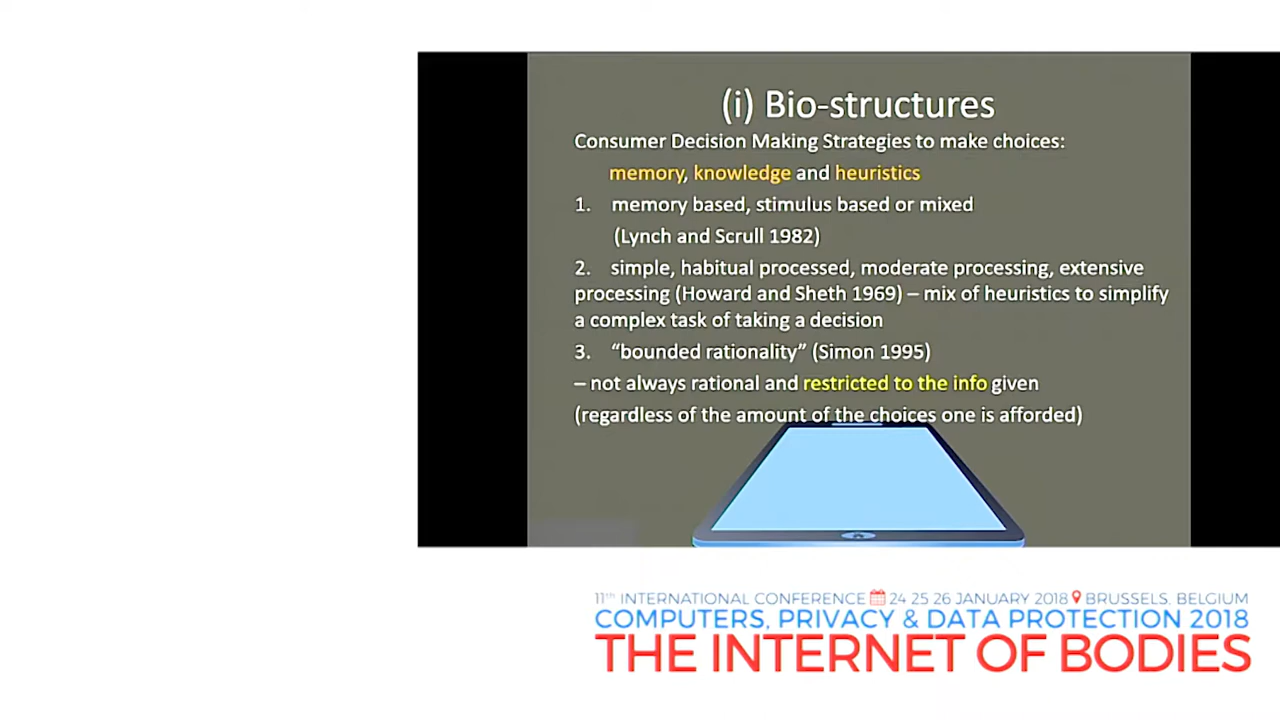 (i) Bio-structures
Consumer Decision Making Strategies to make choices:
memory, knowledge and heuristics
1. memory based, stimulus based or mixed
(Lynch and Scrull 1982)
2. simple, habitual processed, moderate processing, extensive
processing (Howard and Sheth 1969) – mix of heuristics to simplify
a complex task of taking a decision
3. “bounded rationality” (Simon 1995)
– not always rational and restricted to the info given
(regardless of the amount of the choices one is afforded)
11TH INTERNATIONAL CONFERENCE 24 25 26 JANUARY 2018 BRUSSELS, BELGIUM
COMPUTERS, PRIVACY & DATA PROTECTION 2018
THE INTERNET OF BODIES